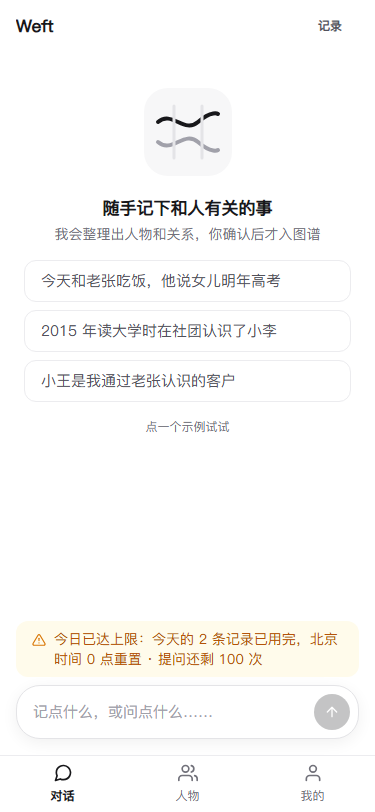 Weft
记录
随手记下和人有关的事
我会整理出人物和关系，你确认后才入图谱
今天和老张吃饭，他说女儿明年高考
2015 年读大学时在社团认识了小李
小王是我通过老张认识的客户
点一个示例试试
今日已达上限：今天的 2 条记录已用完，北京
时间 0 点重置 · 提问还剩 100 次
记点什么，或问点什么……
对话
人物
我的